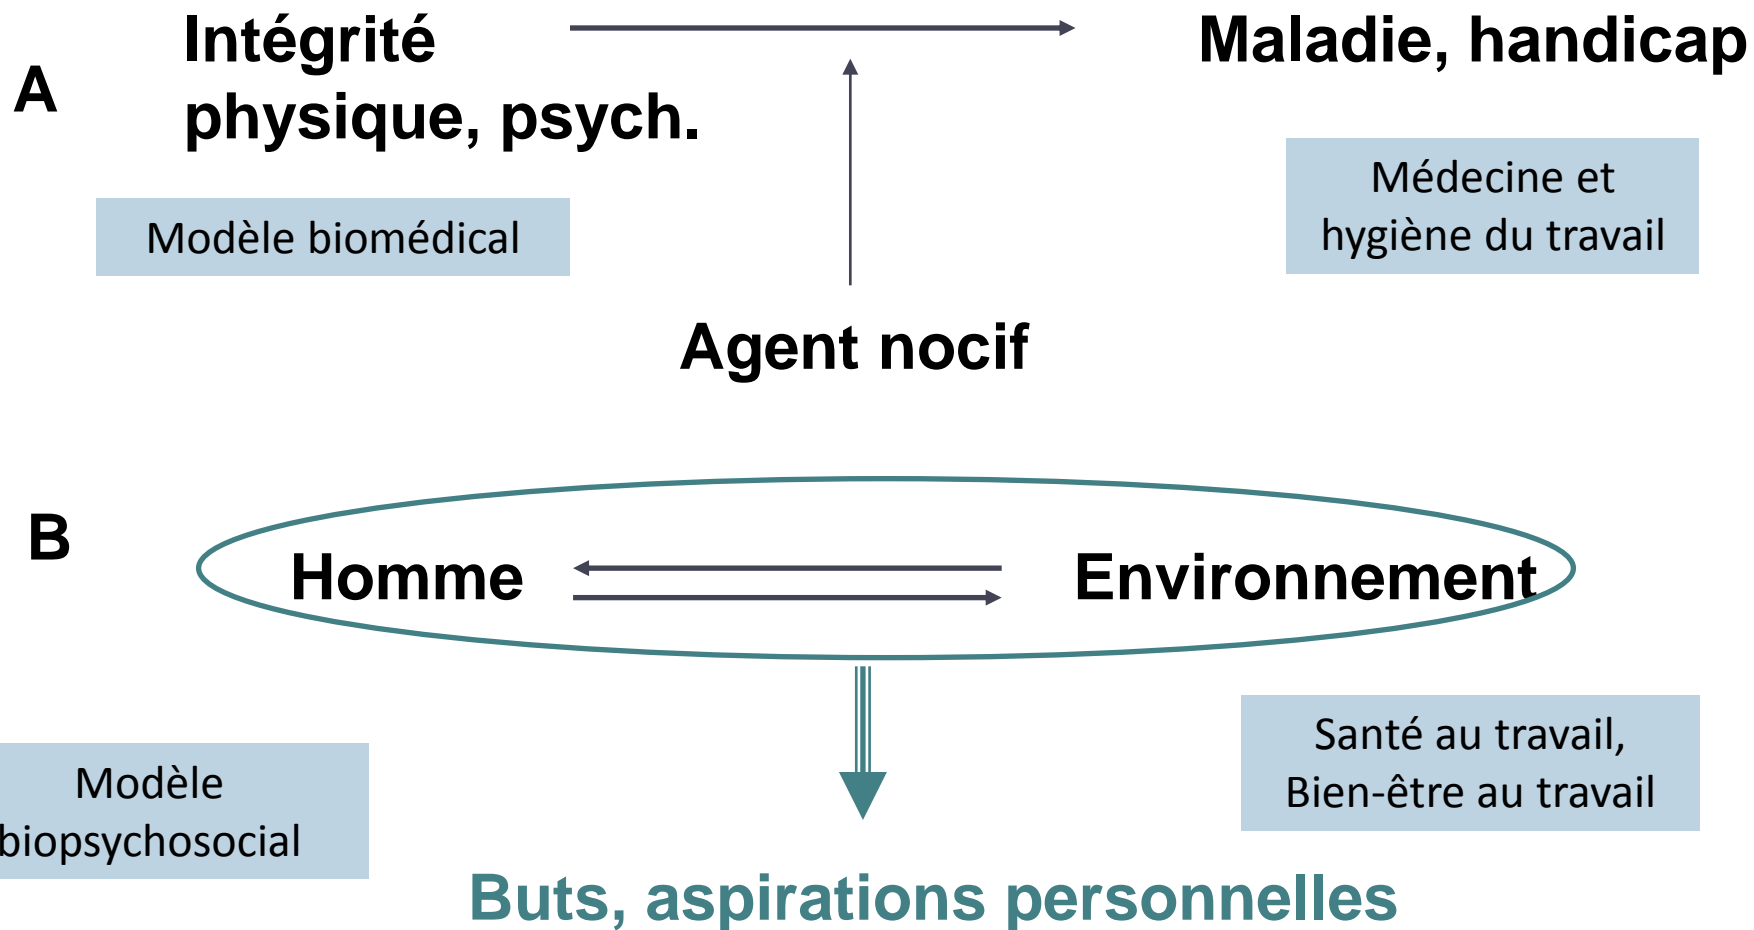 A
Intégrité
physique, psych.
Maladie, handicap
Modèle biomédical
Médecine et
hygiène du travail
Agent nocif
B
Homme
Environnement
Modèle
biopsychosocial
Santé au travail,
Bien-être au travail
Buts, aspirations personnelles